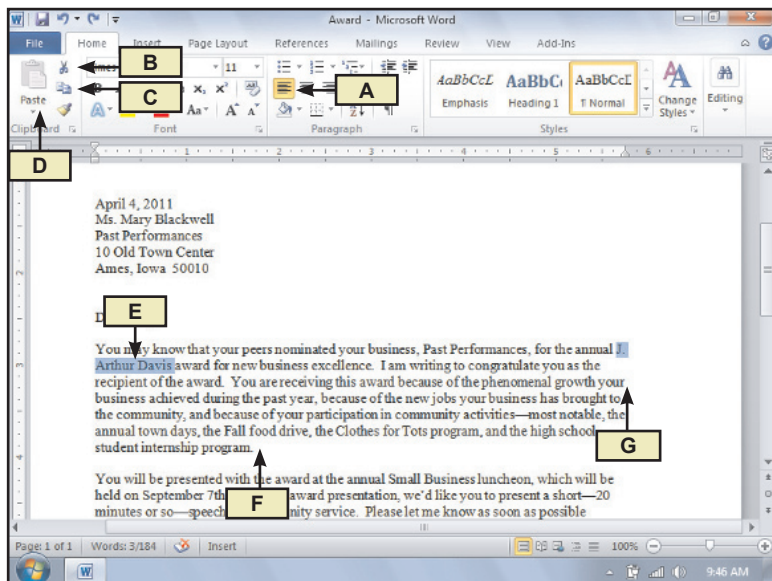 Award - Microsoft Word
File Home Insert Page Layout References Mailings Review View Add-Ins
B
11
A
C
Paste
Aa
A A
AaBbCcL AaBbC AaBbCcL
Emphasis Heading 1 ¶ Normal
Change Styles
Editing
Clipboard Font Paragraph Styles
D
1 2 3 4 5 6
April 4, 2011
Ms. Mary Blackwell
Past Performances
10 Old Town Center
Ames, Iowa 50010
E
You may know that your peers nominated your business, Past Performances, for the annual J.
Arthur Davis award for new business excellence. I am writing to congratulate you as the
recipient of the award. You are receiving this award because of the phenomenal growth your
business achieved during the past year, because of the new jobs your business has brought to
the community, and because of your participation in community activities—most notable, the
annual town days, the Fall food drive, the Clothes for Tots program, and the high school
student internship program.
G
F
You will be presented with the award at the annual Small Business luncheon, which will be
held on September 7th award presentation, we'd like you to present a short—20
minutes or so—speech nity service. Please let me know as soon as possible
Page: 1 of 1 Words: 3/184 Insert 100%
9:46 AM